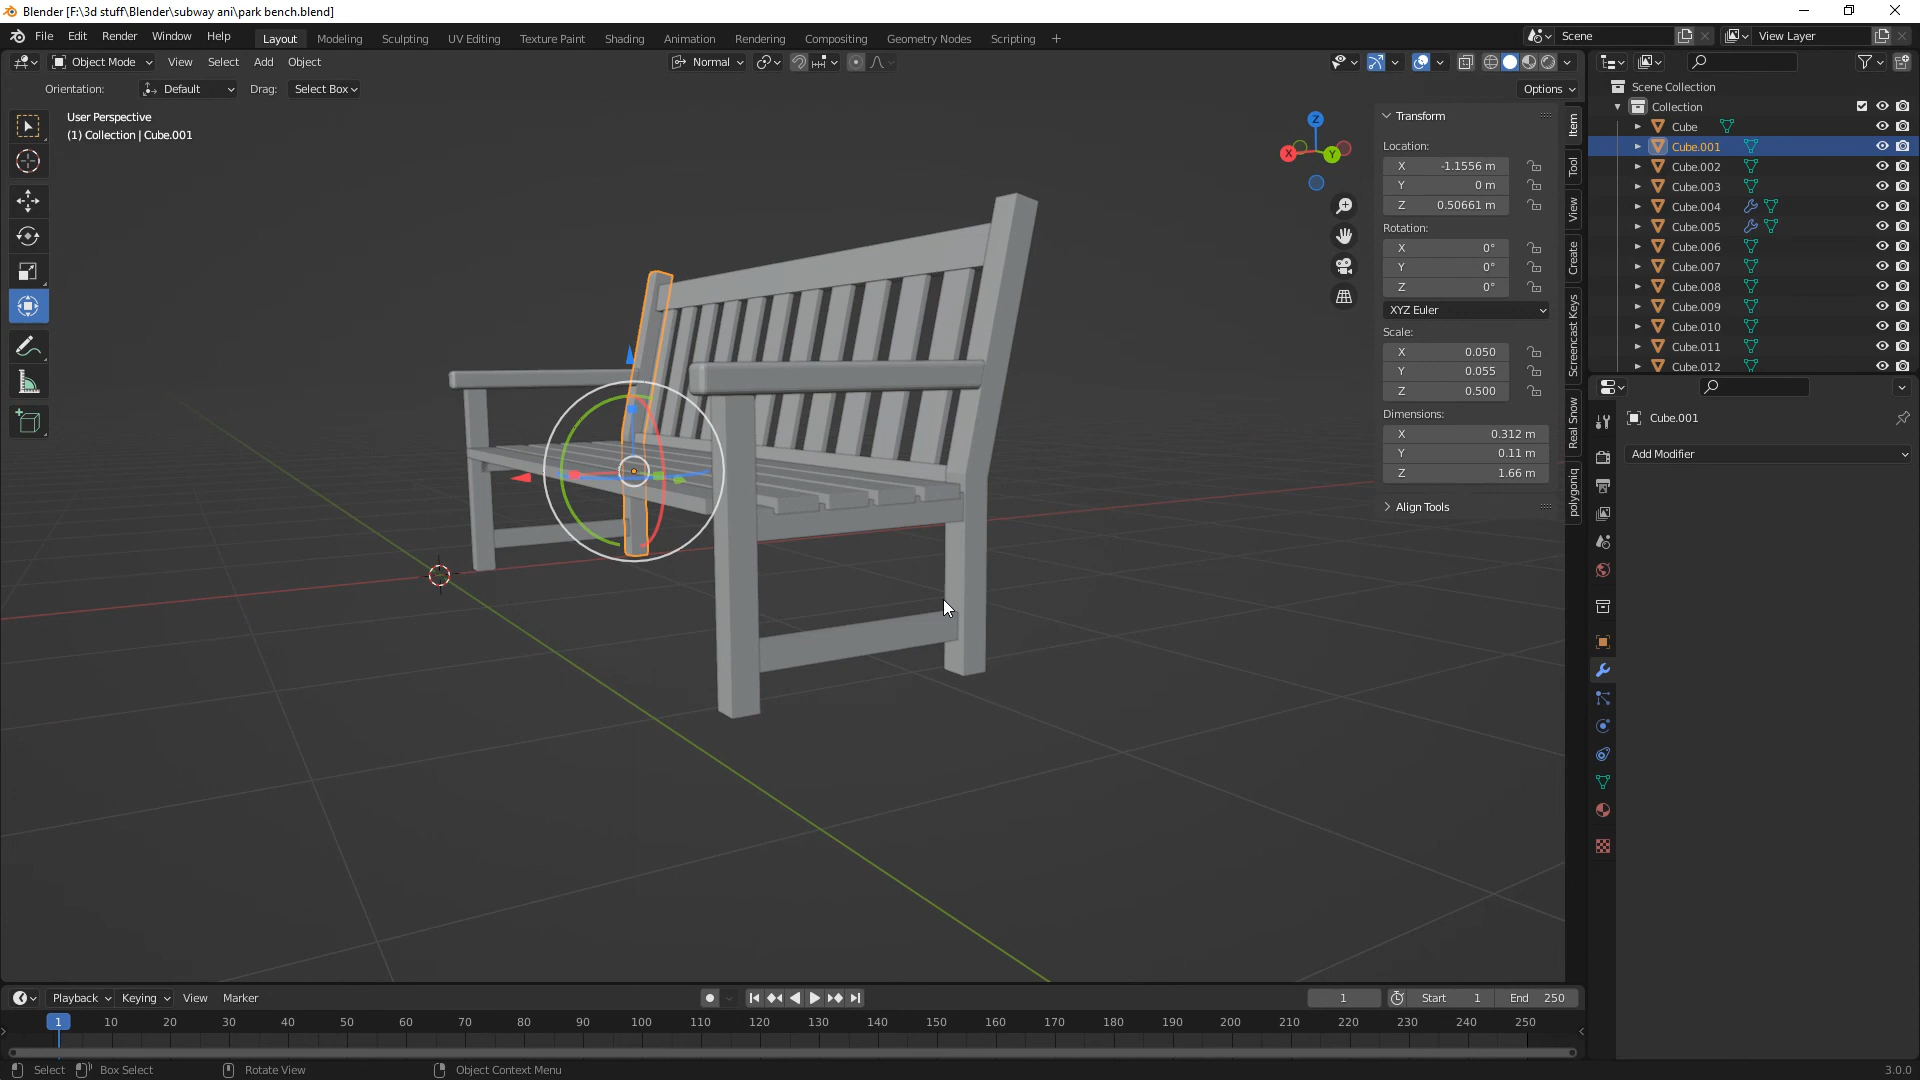 Blender [F:\3d stuff\Blender\subway ani\park bench.blend]
File Edit Render Window Help
Layout Modeling Sculpting UV Editing Texture Paint Shading Animation Rendering Compositing Geometry Nodes Scripting +
Scene
View Layer
Object Mode View Select Add Object
Normal
Orientation: Default Drag: Select Box
Options
User Perspective
(1) Collection | Cube.001
X
Y
Z
Transform
Location:
X -1.1556 m
Y 0 m
Z 0.50661 m
Rotation:
X 0°
Y 0°
Z 0°
XYZ Euler
Scale:
X 0.050
Y 0.055
Z 0.500
Dimensions:
X 0.312 m
Y 0.11 m
Z 1.66 m
Align Tools
Item
Tool
View
Create
Screencast Keys
Real Snow
polygoniq
Scene Collection
Collection
Cube
Cube.001
Cube.002
Cube.003
Cube.004
Cube.005
Cube.006
Cube.007
Cube.008
Cube.009
Cube.010
Cube.011
Cube.012
Cube.001
Add Modifier
Playback Keying View Marker
1
Start 1
End 250
1 10 20 30 40 50 60 70 80 90 100 110 120 130 140 150 160 170 180 190 200 210 220 230 240 250
Select Box Select Rotate View Object Context Menu
3.0.0